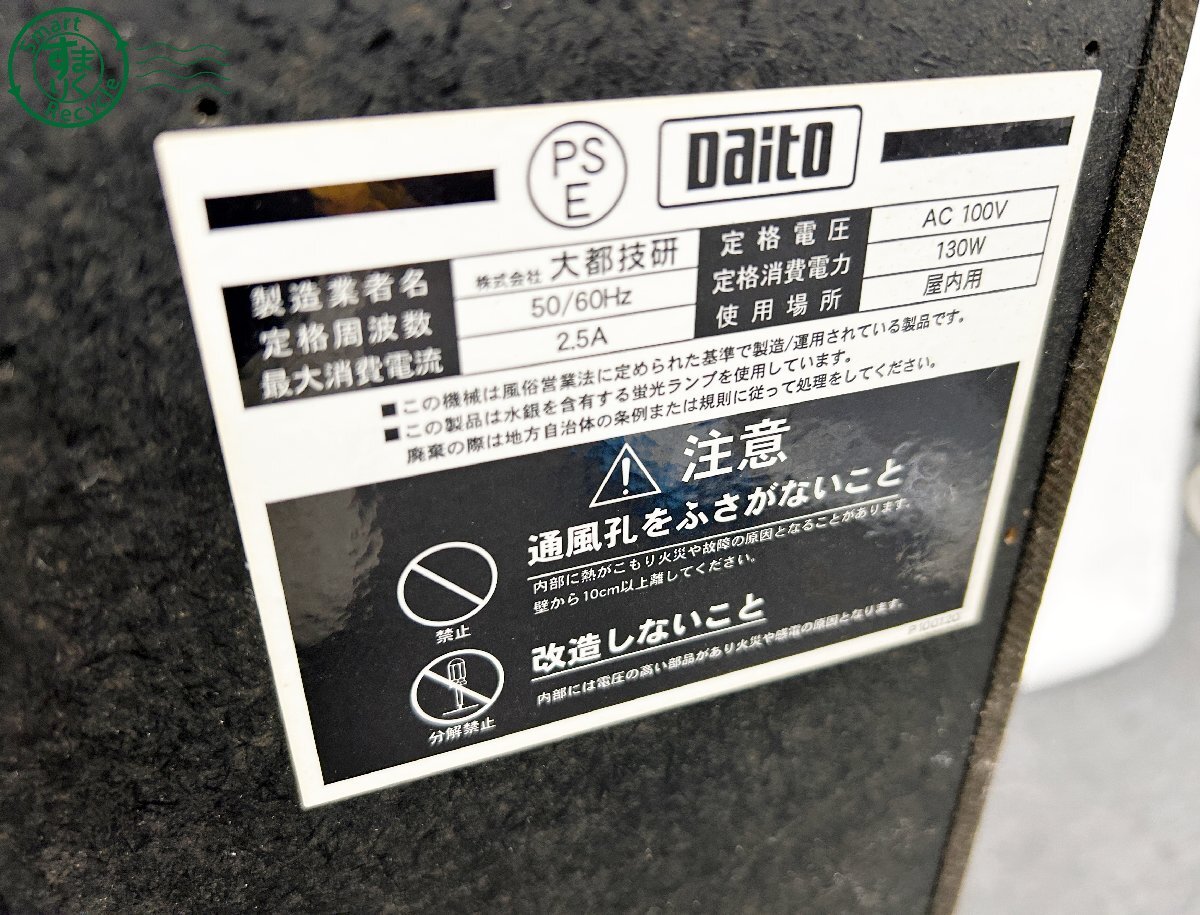 Smart
すまりく
Recycle
PS
E
Daito
製造業者名 株式会社 大都技研 定格電圧 AC 100V
定格周波数 50/60Hz 定格消費電力 130W
最大消費電流 2.5A 使用場所 屋内用
■この機械は風俗営業法に定められた基準で製造/運用されている製品です。
■この製品は水銀を含有する蛍光ランプを使用しています。
廃棄の際は地方自治体の条例または規則に従って処理をしてください。
注意
通風孔をふさがないこと
内部に熱がこもり火災や故障の原因となることがあります。
壁から10cm以上離してください。
禁止
改造しないこと
内部には電圧の高い部品があり火災や感電の原因となります。
分解禁止